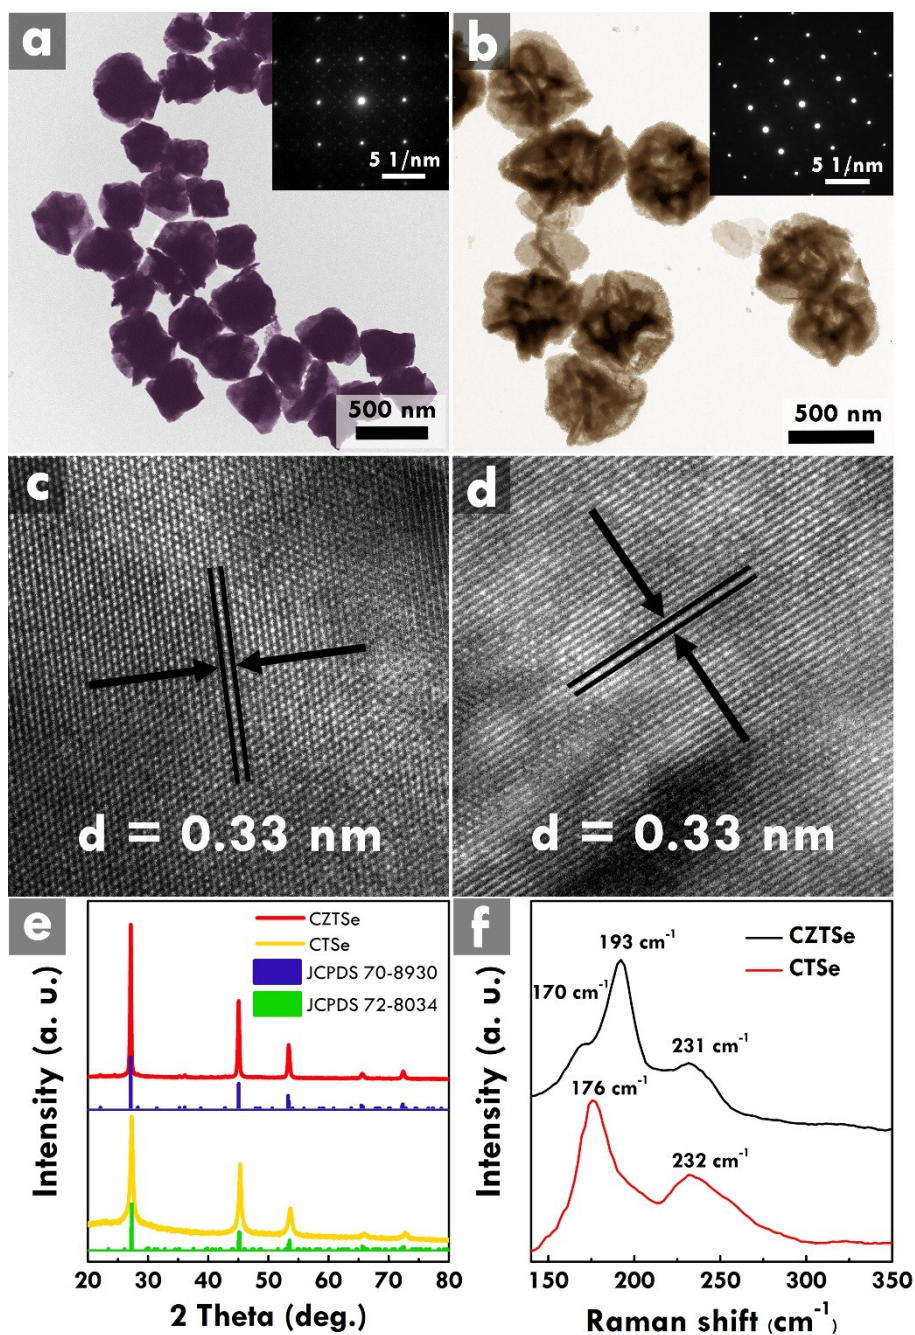 a
5 1/nm
500 nm
b
5 1/nm
500 nm
c
d = 0.33 nm
d
d = 0.33 nm
e
CZTSe
CTSe
JCPDS 70-8930
JCPDS 72-8034
Intensity (a. u.)
20 30 40 50 60 70 80
2 Theta (deg.)
f
CZTSe
CTSe
193 cm⁻¹
170 cm⁻¹
231 cm⁻¹
176 cm⁻¹
232 cm⁻¹
Intensity (a. u.)
150 200 250 300 350
Raman shift (cm⁻¹)